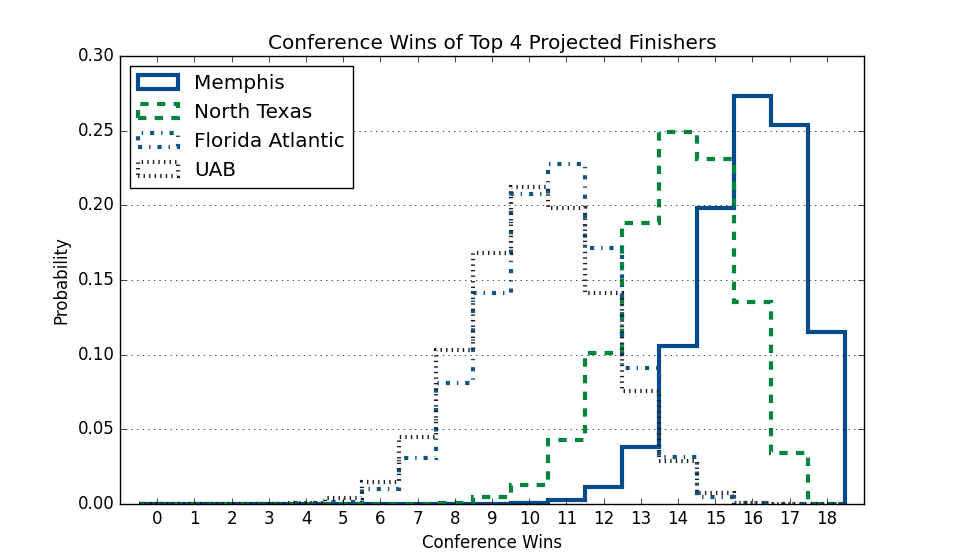 Conference Wins of Top 4 Projected Finishers
0.30
0.25
0.20
0.15
0.10
0.05
0.00
Probability
Memphis
North Texas
Florida Atlantic
UAB
0 1 2 3 4 5 6 7 8 9 10 11 12 13 14 15 16 17 18
Conference Wins